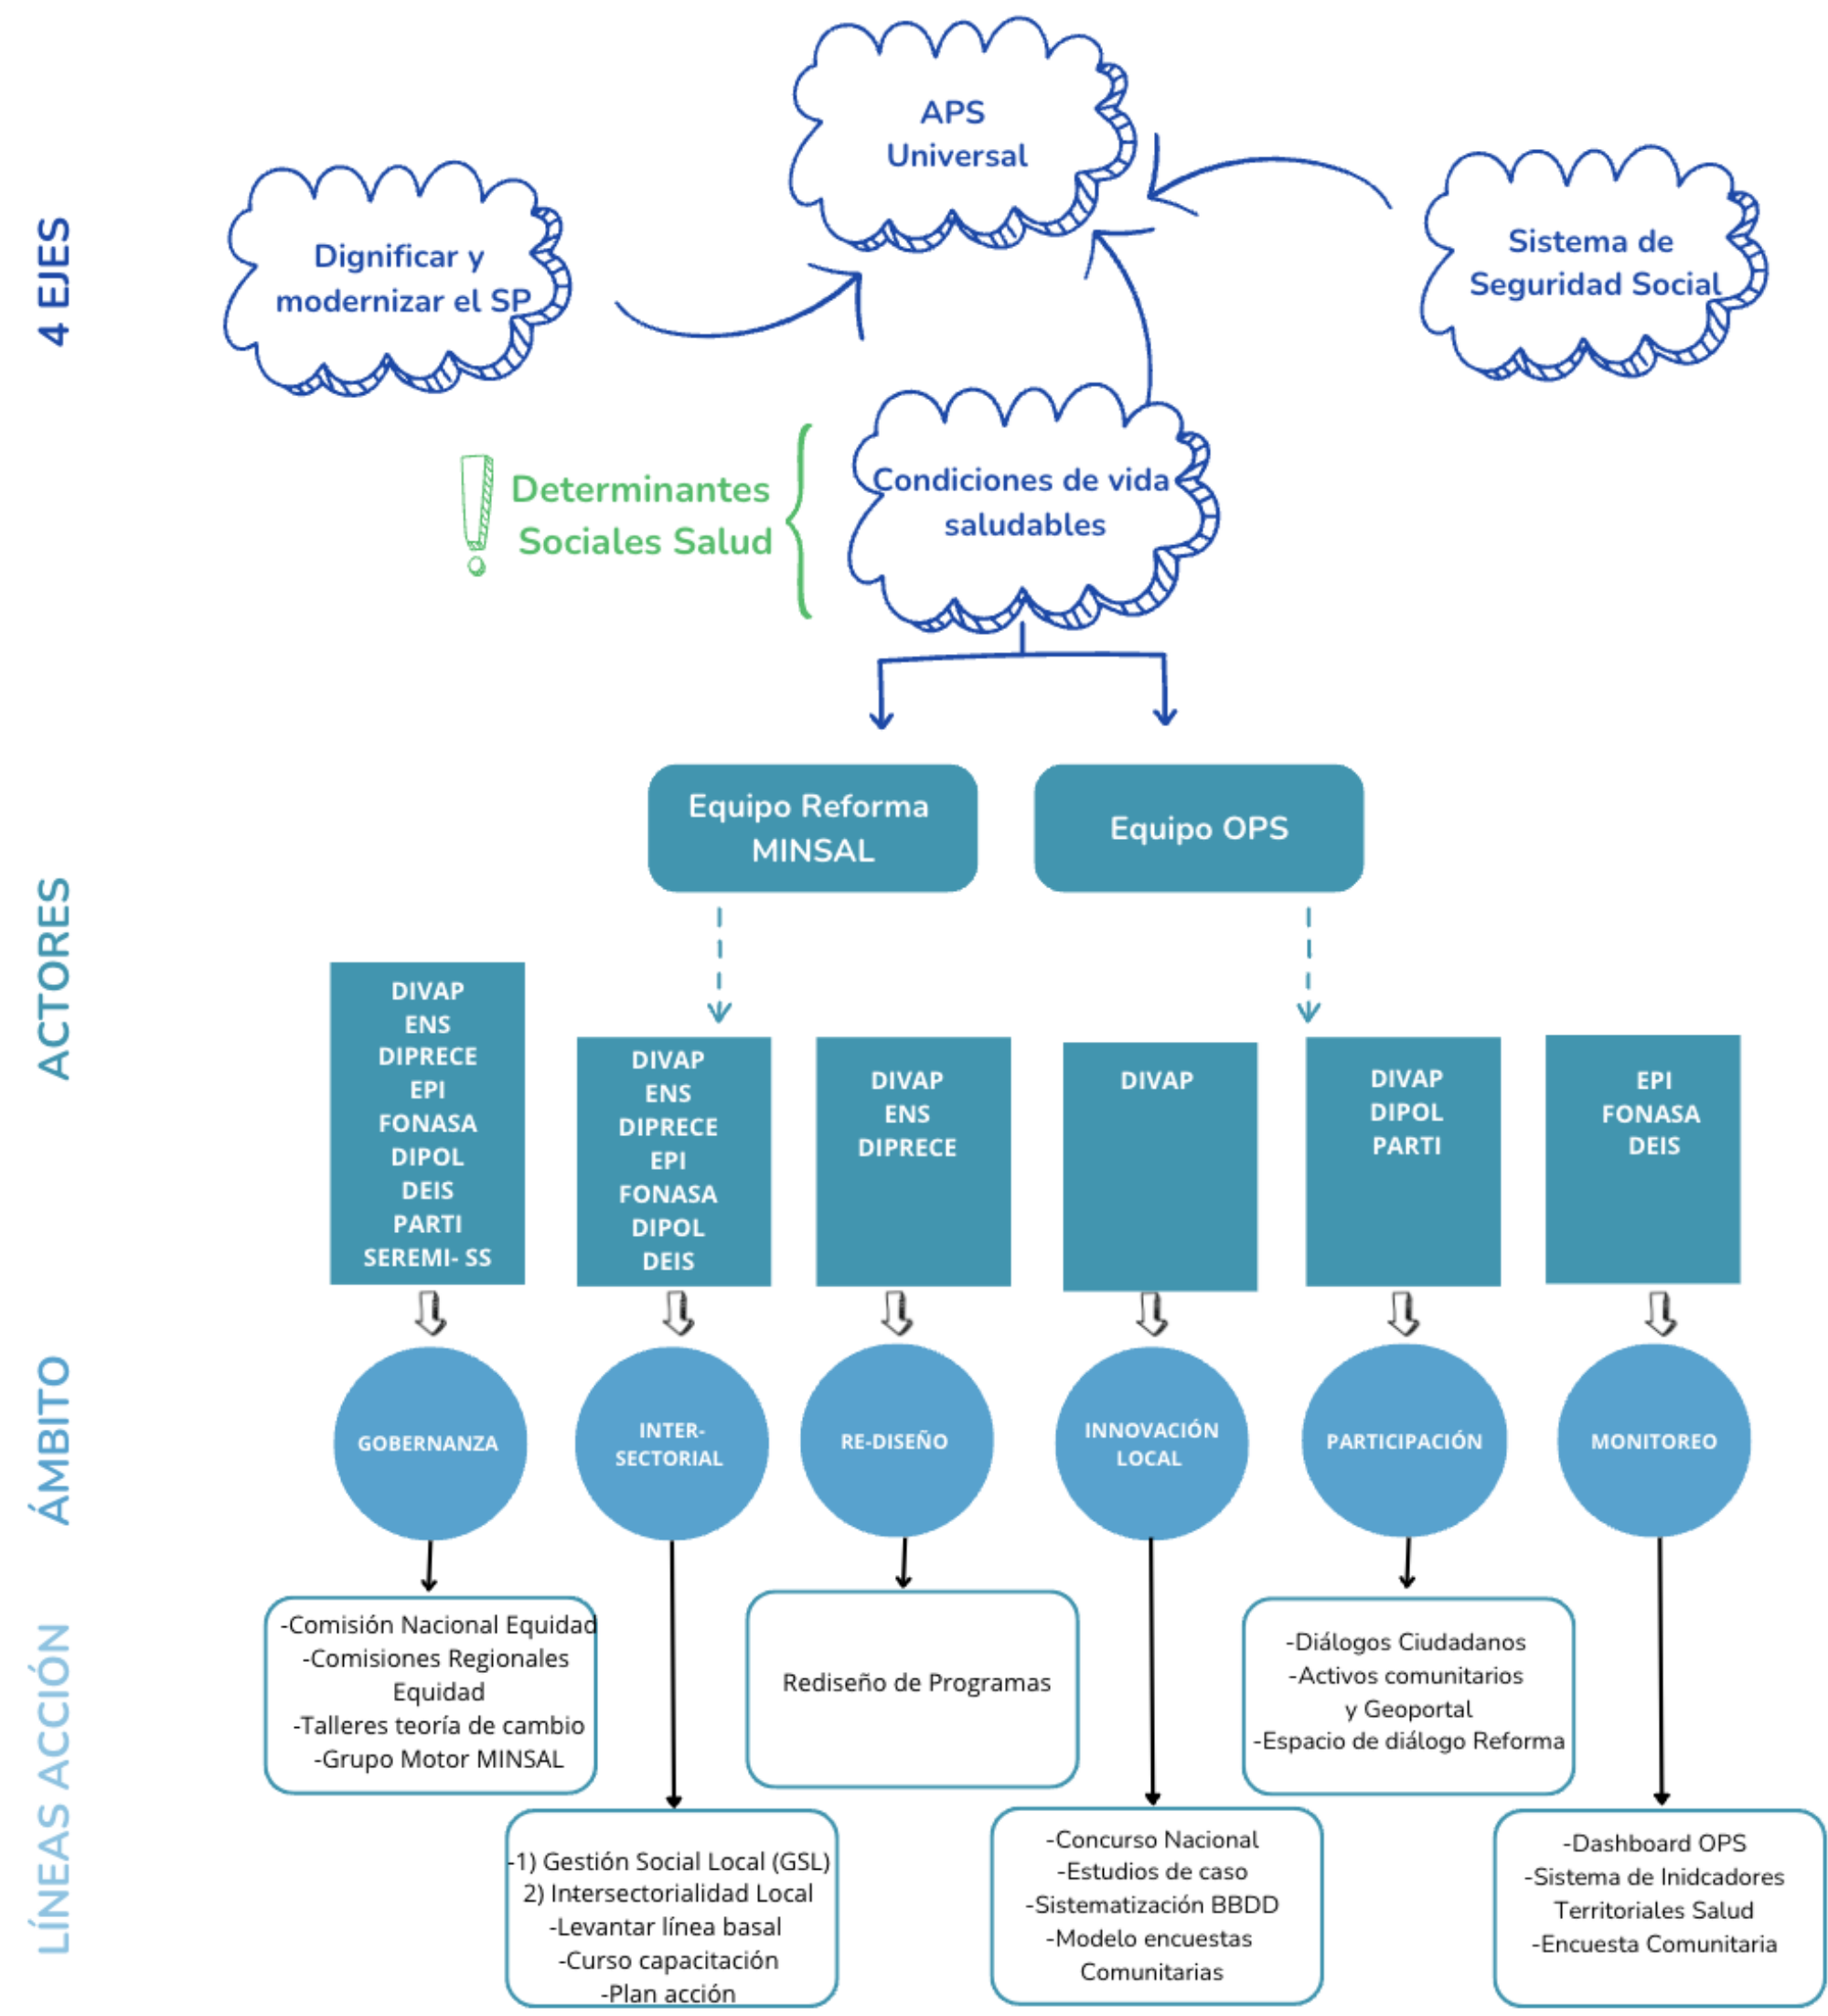 4 EJES
APS
Universal
Dignificar y
modernizar el SP
Sistema de
Seguridad Social
Determinantes
Sociales Salud
Condiciones de vida
saludables
ACTORES
Equipo Reforma
MINSAL
Equipo OPS
DIVAP
ENS
DIPRECE
EPI
FONASA
DIPOL
DEIS
PARTI
SEREMI- SS
DIVAP
ENS
DIPRECE
EPI
FONASA
DIPOL
DEIS
DIVAP
ENS
DIPRECE
DIVAP
DIVAP
DIPOL
PARTI
EPI
FONASA
DEIS
ÁMBITO
GOBERNANZA
INTER-
SECTORIAL
RE-DISEÑO
INNOVACIÓN
LOCAL
PARTICIPACIÓN
MONITOREO
LÍNEAS ACCIÓN
-Comisión Nacional Equidad
-Comisiones Regionales
Equidad
-Talleres teoría de cambio
-Grupo Motor MINSAL
-1) Gestión Social Local (GSL)
2) Intersectorialidad Local
-Levantar línea basal
-Curso capacitación
-Plan acción
Rediseño de Programas
-Concurso Nacional
-Estudios de caso
-Sistematización BBDD
-Modelo encuestas
Comunitarias
-Diálogos Ciudadanos
-Activos comunitarios
y Geoportal
-Espacio de diálogo Reforma
-Dashboard OPS
-Sistema de Inidcadores
Territoriales Salud
-Encuesta Comunitaria